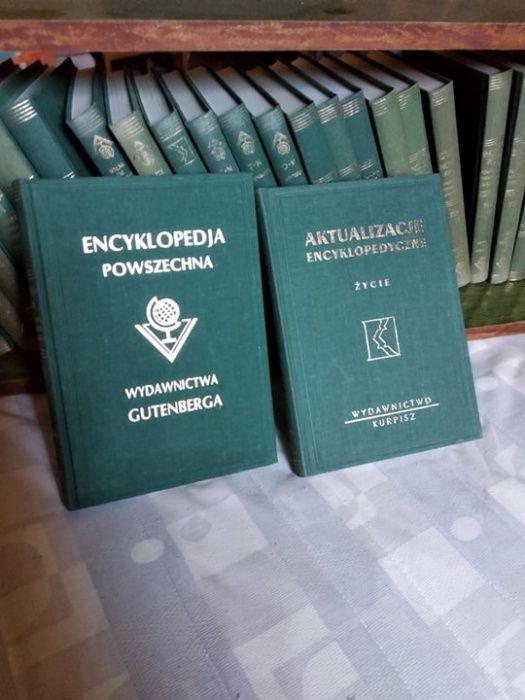 ENCYKLOPEDJA
POWSZECHNA
WYDAWNICTWA
GUTENBERGA
AKTUALIZACJE
ENCYKLOPEDYCZNE
ŻYCIE
WYDAWNICTWO
KURPISZ